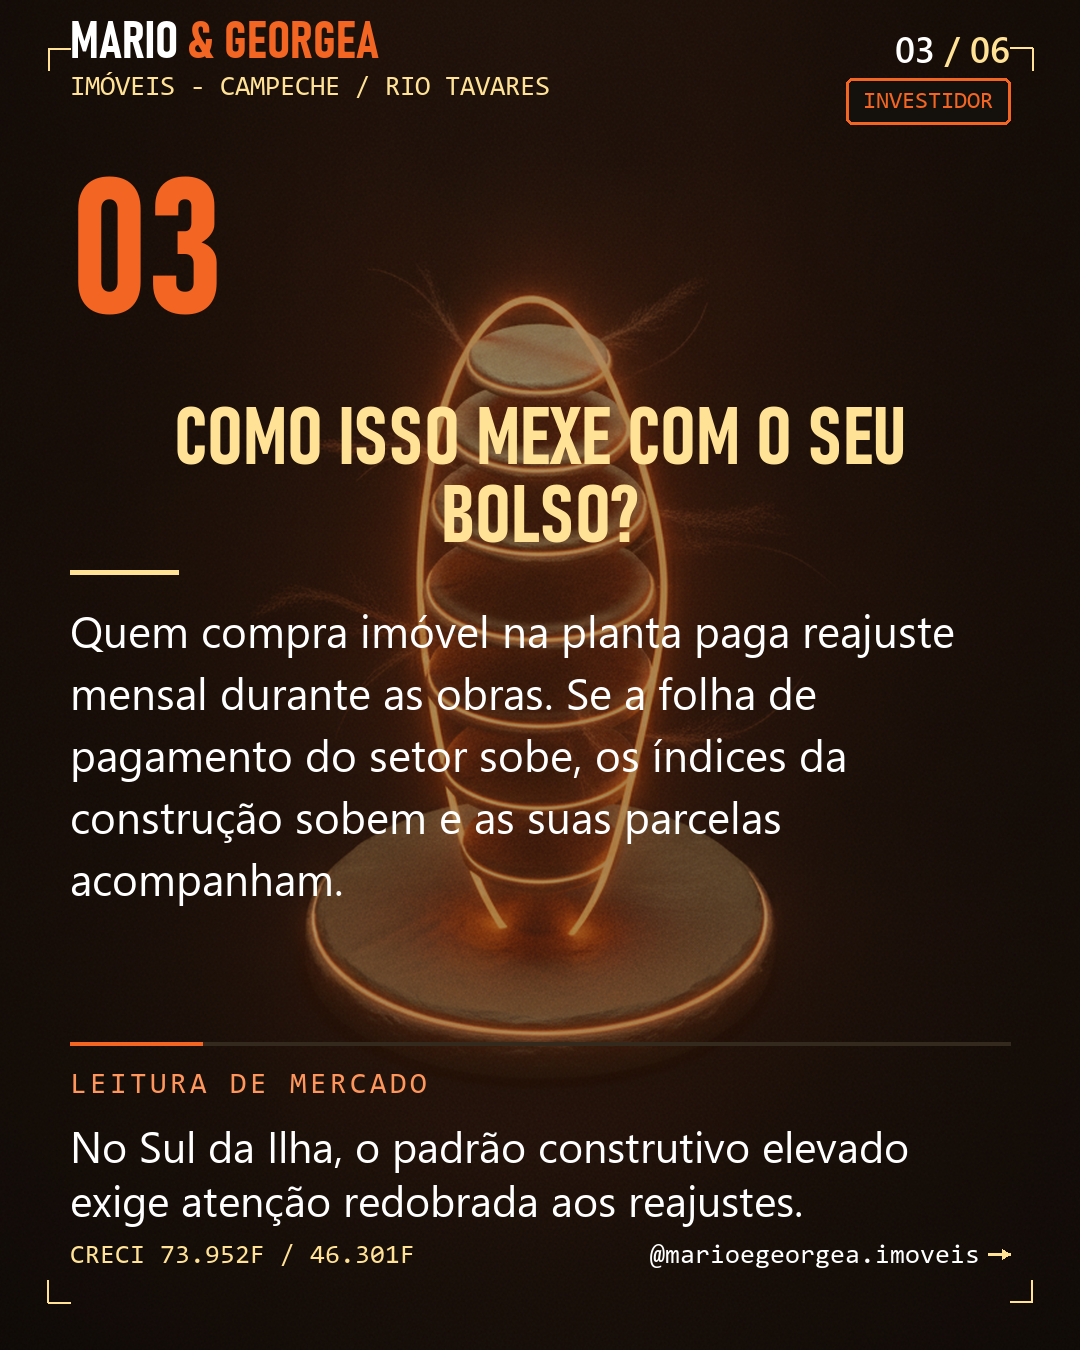 MARIO & GEORGEA
IMÓVEIS - CAMPECHE / RIO TAVARES
03 / 06
INVESTIDOR
03
COMO ISSO MEXE COM O SEU
BOLSO?
Quem compra imóvel na planta paga reajuste
mensal durante as obras. Se a folha de
pagamento do setor sobe, os índices da
construção sobem e as suas parcelas
acompanham.
LEITURA DE MERCADO
No Sul da Ilha, o padrão construtivo elevado
exige atenção redobrada aos reajustes.
CRECI 73.952F / 46.301F
@marioegeorgea.imoveis →